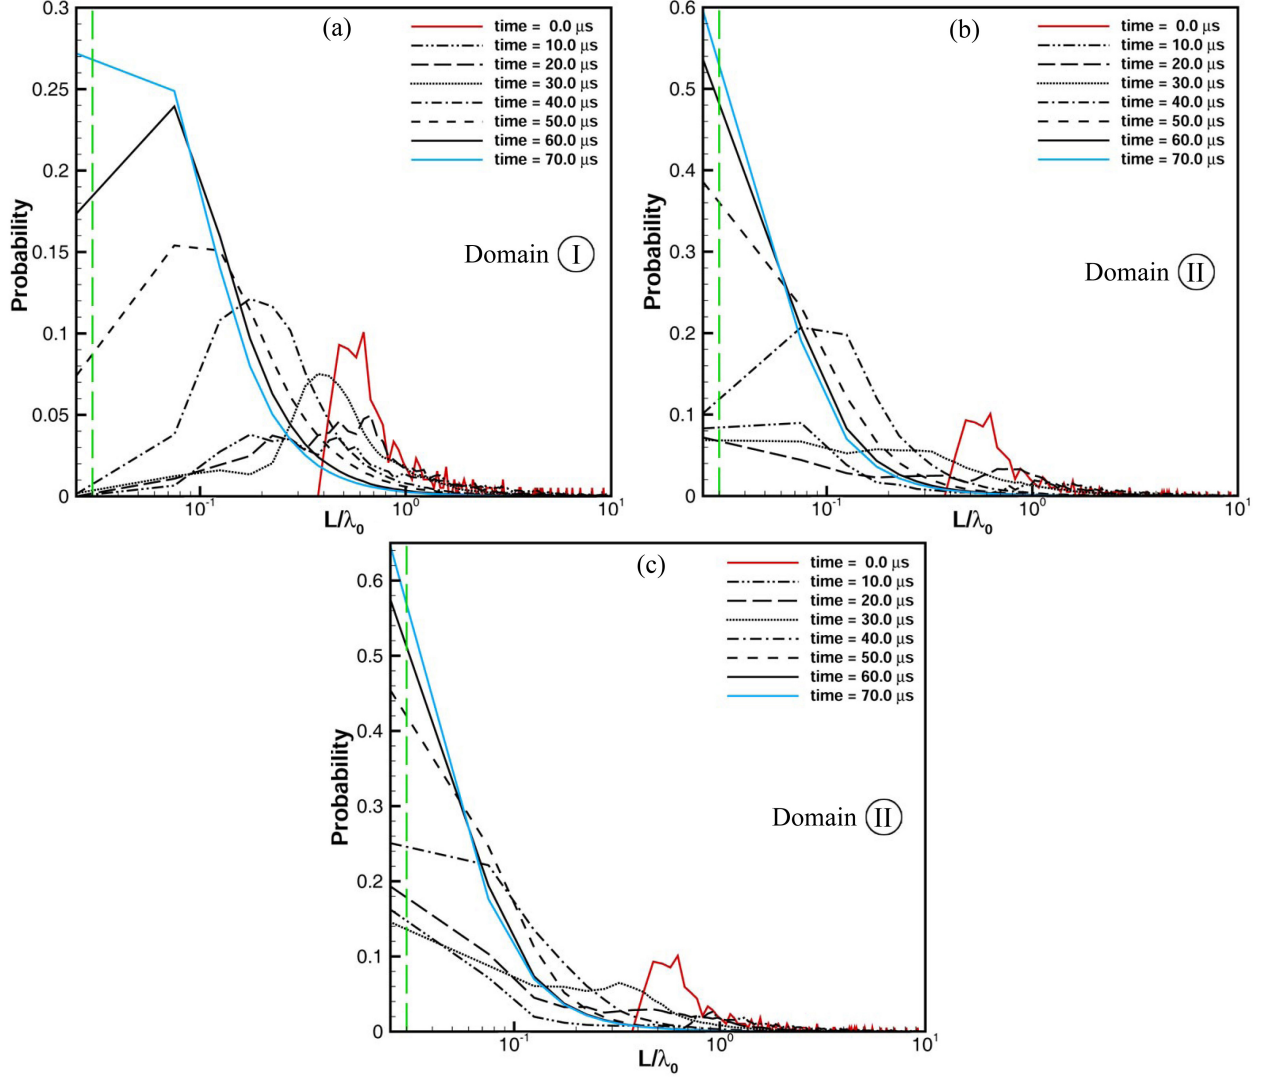 (a)
0.3
0.25
0.2
0.15
0.1
0.05
0
Probability
10-1
100
101
L/λ0
time = 0.0 μs
time = 10.0 μs
time = 20.0 μs
time = 30.0 μs
time = 40.0 μs
time = 50.0 μs
time = 60.0 μs
time = 70.0 μs
Domain I
(b)
0.6
0.5
0.4
0.3
0.2
0.1
0
Probability
10-1
100
101
L/λ0
time = 0.0 μs
time = 10.0 μs
time = 20.0 μs
time = 30.0 μs
time = 40.0 μs
time = 50.0 μs
time = 60.0 μs
time = 70.0 μs
Domain II
(c)
0.6
0.5
0.4
0.3
0.2
0.1
0
Probability
10-1
100
101
L/λ0
time = 0.0 μs
time = 10.0 μs
time = 20.0 μs
time = 30.0 μs
time = 40.0 μs
time = 50.0 μs
time = 60.0 μs
time = 70.0 μs
Domain II